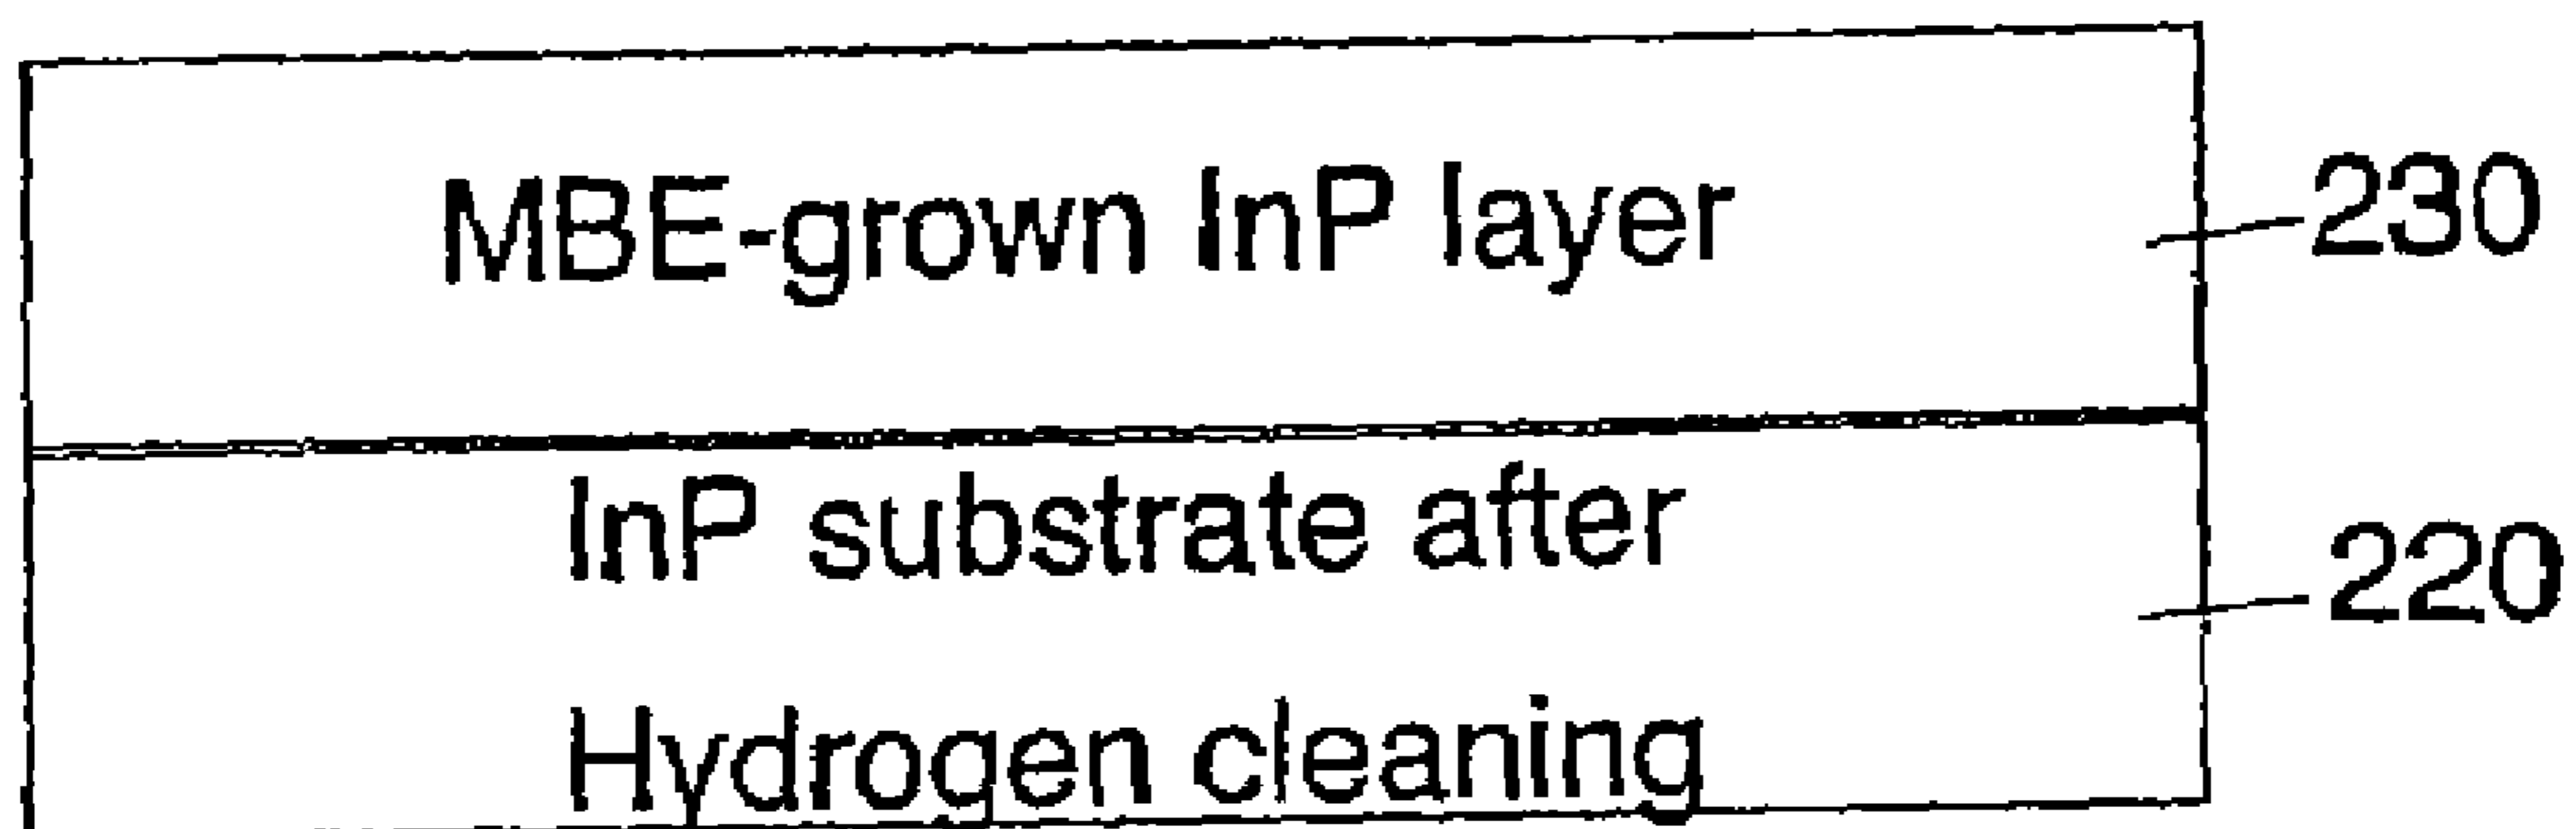 MBE-grown InP layer
230
InP substrate after
220
Hydrogen cleaning